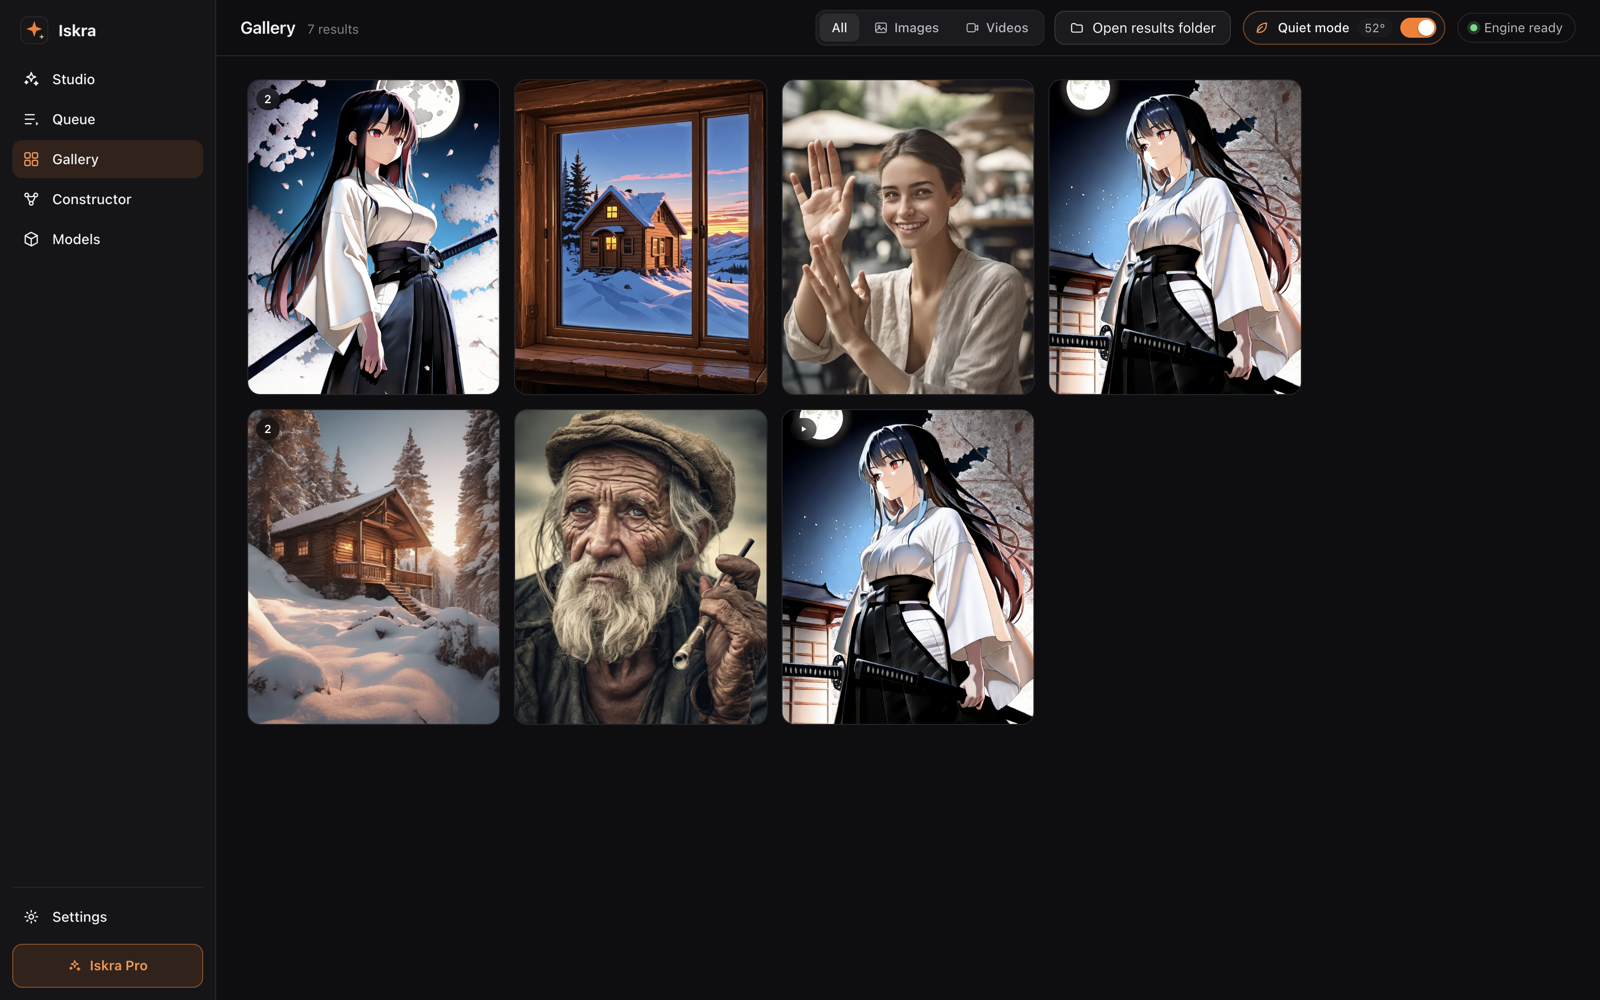 Iskra
Studio
Queue
Gallery
Constructor
Models
Settings
Iskra Pro
Gallery 7 results
All Images Videos
Open results folder
Quiet mode 52°
Engine ready
2
2